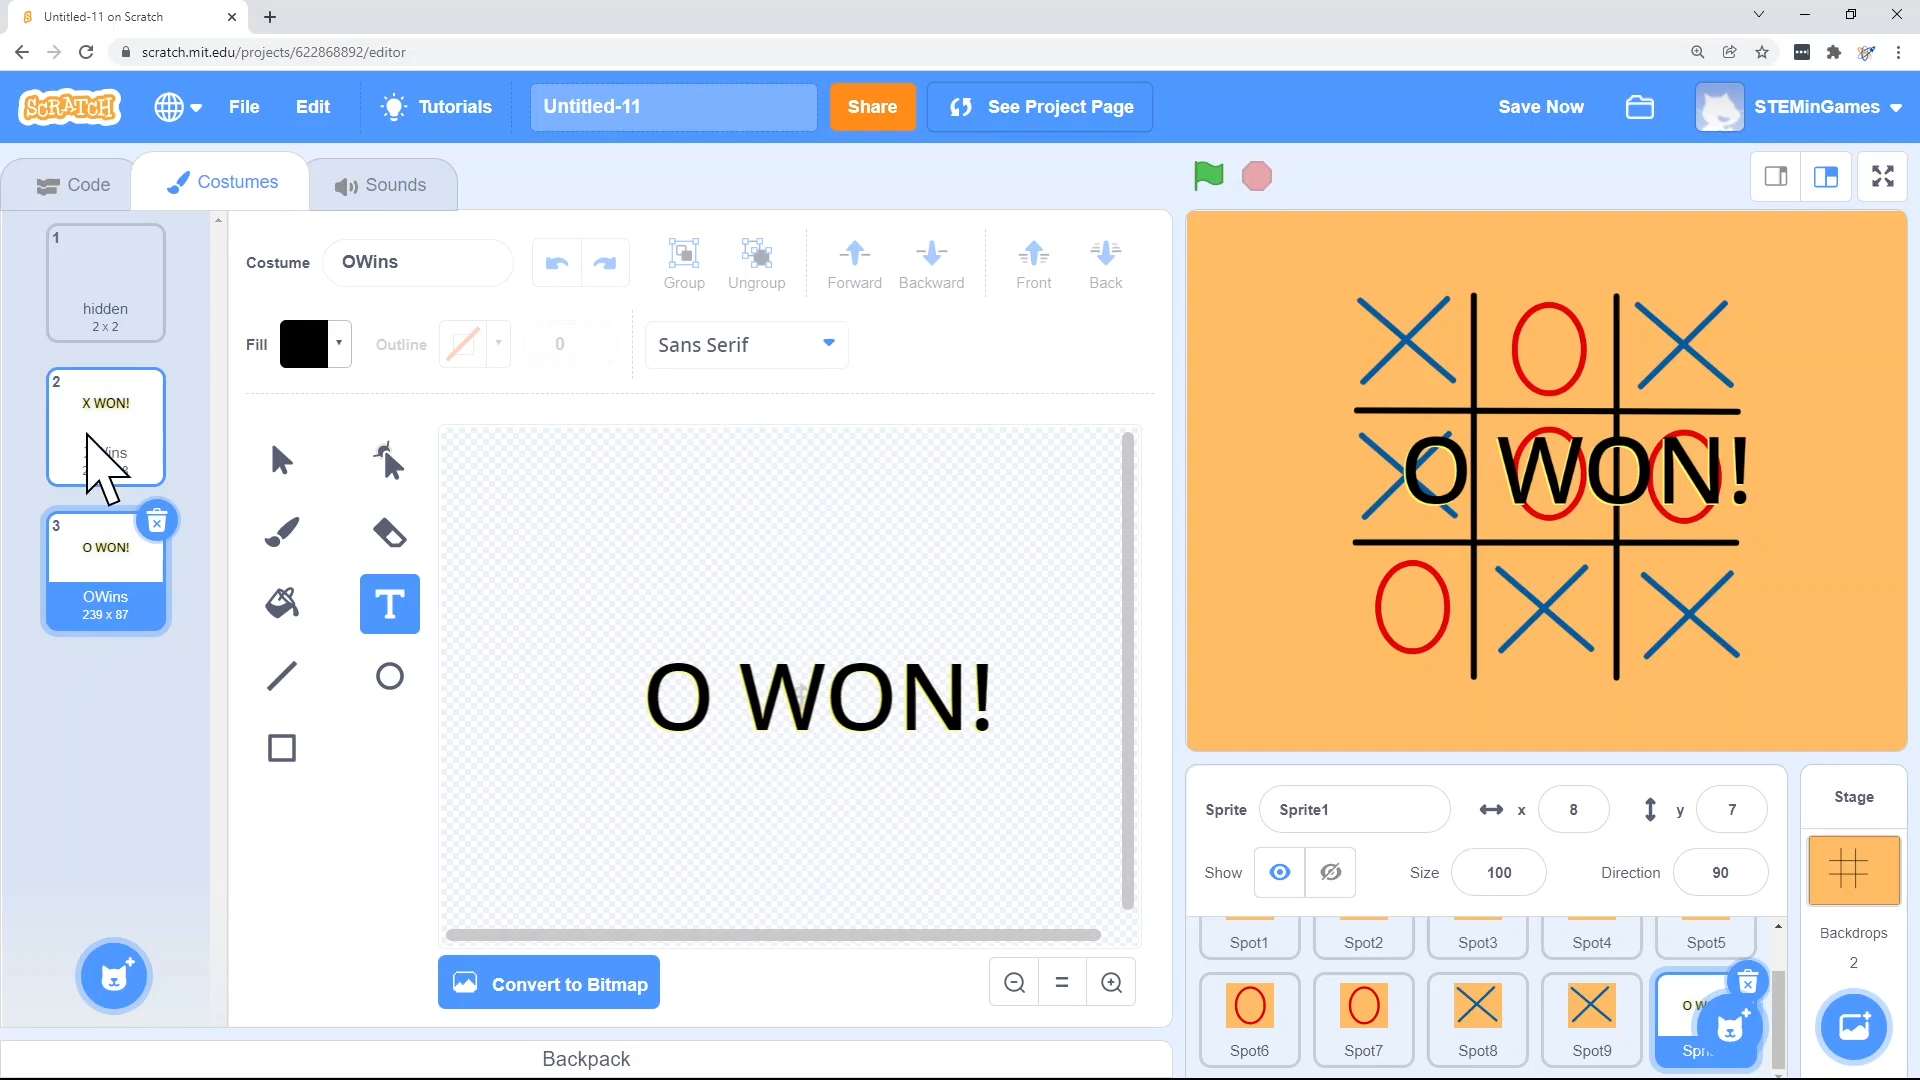 Untitled-11 on Scratch
scratch.mit.edu/projects/622868892/editor
SCRATCH
File
Edit
Tutorials
Untitled-11
Share
See Project Page
Save Now
STEMinGames
Code
Costumes
Sounds
1
hidden
2 x 2
2
X WON!
3
O WON!
OWins
239 x 87
Costume
OWins
Group
Ungroup
Forward
Backward
Front
Back
Fill
Outline
0
Sans Serif
T
O WON!
Convert to Bitmap
Backpack
O WON!
Sprite
Sprite1
x
8
y
7
Show
Size
100
Direction
90
Spot1
Spot2
Spot3
Spot4
Spot5
Spot6
Spot7
Spot8
Spot9
Stage
Backdrops
2